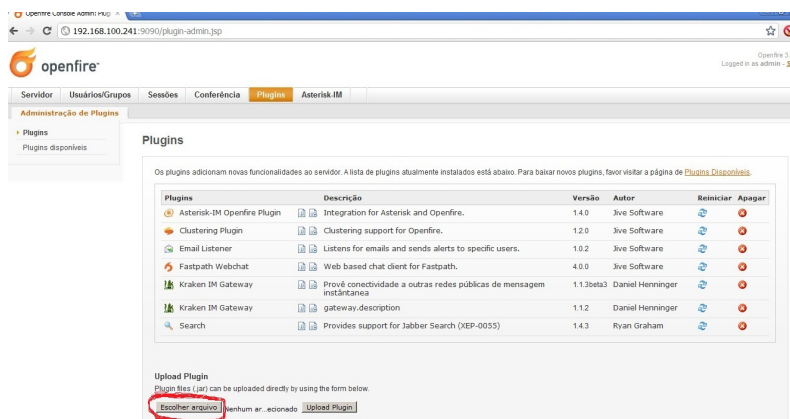 Openfire Console Admin: Plug
192.168.100.241:9090/plugin-admin.jsp
openfire
Openfire 3.
Logged in as admin - S
Servidor Usuários/Grupos Sessões Conferência Plugins Asterisk-IM
Administração de Plugins
Plugins
Plugins disponíveis
Plugins
Os plugins adicionam novas funcionalidades ao servidor. A lista de plugins atualmente instalados está abaixo. Para baixar novos plugins, favor visitar a página de Plugins Disponíveis.
Plugins Descrição Versão Autor Reiniciar Apagar
Asterisk-IM Openfire Plugin Integration for Asterisk and Openfire. 1.4.0 Jive Software
Clustering Plugin Clustering support for Openfire. 1.2.0 Jive Software
Email Listener Listens for emails and sends alerts to specific users. 1.0.2 Jive Software
Fastpath Webchat Web based chat client for Fastpath. 4.0.0 Jive Software
Kraken IM Gateway Provê conectividade a outras redes públicas de mensagem 1.1.3beta3 Daniel Henninger
instântanea
Kraken IM Gateway gateway.description 1.1.2 Daniel Henninger
Search Provides support for Jabber Search (XEP-0055) 1.4.3 Ryan Graham
Upload Plugin
Plugin files (.jar) can be uploaded directly by using the form below.
Escolher arquivo Nenhum ar...ecionado Upload Plugin